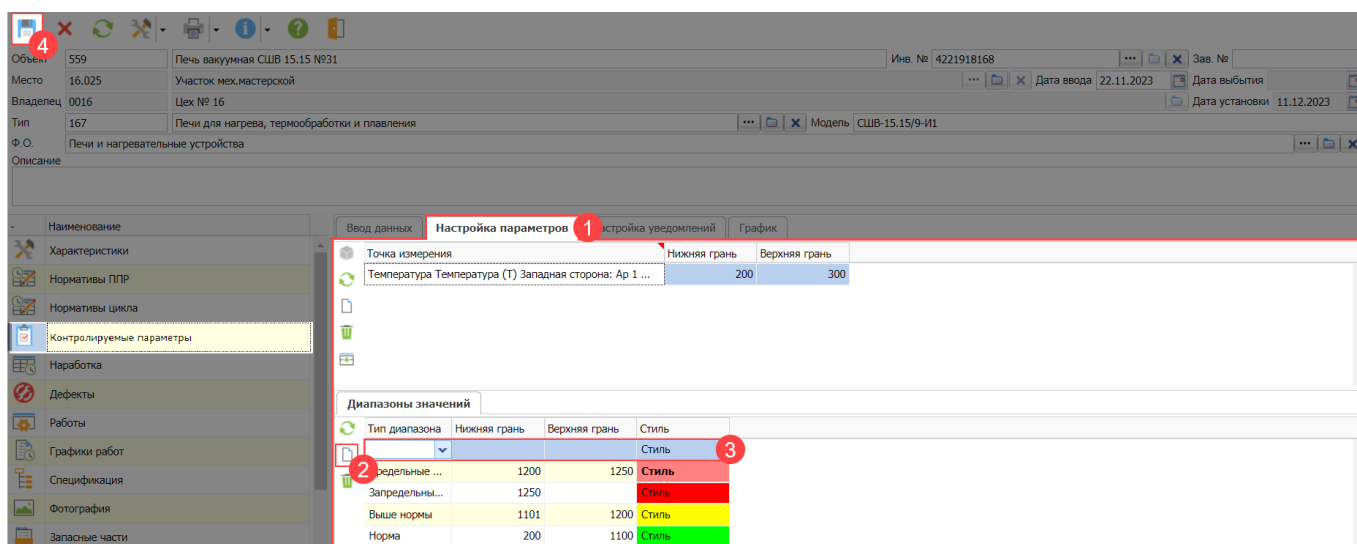 4
Объект 559 Печь вакуумная СШВ 15.15 №31 Инв. № 4221918168 Зав. №
Место 16.025 Участок мех.мастерской Дата ввода 22.11.2023 Дата выбытия
Владелец 0016 Цех № 16 Дата установки 11.12.2023
Тип 167 Печи для нагрева, термообработки и плавления Модель СШВ-15.15/9-И1
Ф.О. Печи и нагревательные устройства
Описание
- Наименование
Характеристики
Нормативы ППР
Нормативы цикла
Контролируемые параметры
Наработка
Дефекты
Работы
Графики работ
Спецификация
Фотография
Запасные части
Ввод данных Настройка параметров 1 астройка уведомлений График
Точка измерения Нижняя грань Верхняя грань
Температура Температура (Т) Западная сторона: Ар 1 ... 200 300
Диапазоны значений
Тип диапазона Нижняя грань Верхняя грань Стиль
Стиль 3
2 редельные ... 1200 1250 Стиль
Запредельны... 1250 Стиль
Выше нормы 1101 1200 Стиль
Норма 200 1100 Стиль